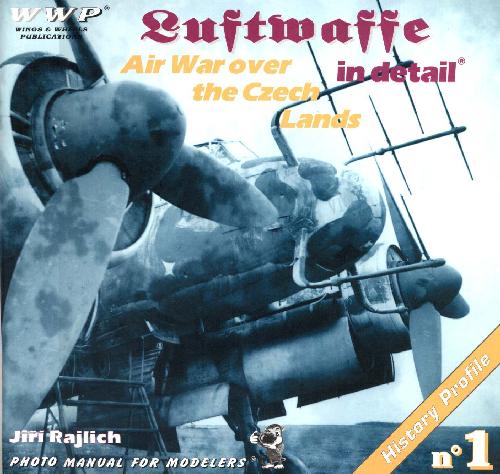 WWP®
WINGS & WHEELS
PUBLICATIONS
Luftwaffe
in detail®
Air War over
the Czech
Lands
History Profile
n° 1
Jiří Rajlich
PHOTO MANUAL FOR MODELERS